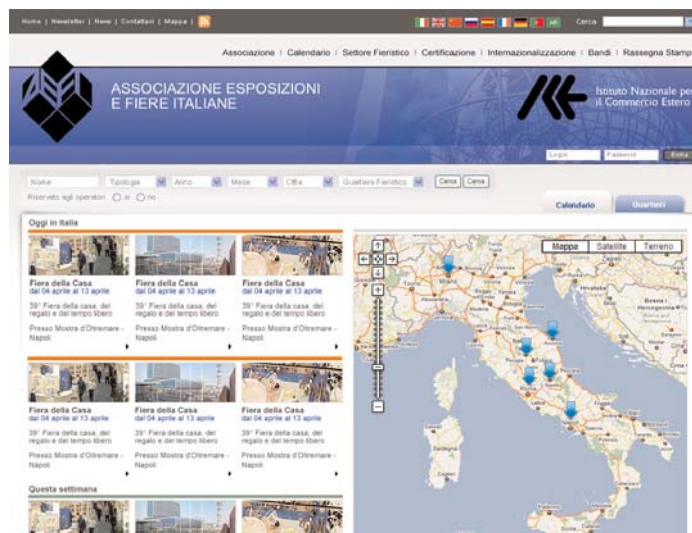 Home | Newsletter | News | Contattaci | Mappa |
Cerca
Associazione | Calendario | Settore Fieristico | Certificazione | Internazionalizzazione | Bandi | Rassegna Stampa
ASSOCIAZIONE ESPOSIZIONI
E FIERE ITALIANE
Istituto Nazionale per
il Commercio Estero
Login Password Entra
Nome Tipologia Anno Mese Citta Quartiere Fieristico Cerca Cerca
Riservato agli operatori si no
Calendario Quartieri
Oggi in Italia
Mappa Satellite Terreno
Fiera della Casa Fiera della Casa Fiera della Casa
dal 04 aprile al 13 aprile dal 04 aprile al 13 aprile dal 04 aprile al 13 aprile
39° Fiera della casa, del 39° Fiera della casa, del 39° Fiera della casa, del
regalo e del tempo libero regalo e del tempo libero regalo e del tempo libero
Presso Mostra d'Oltremare - Presso Mostra d'Oltremare - Presso Mostra d'Oltremare -
Napoli Napoli Napoli
Fiera della Casa Fiera della Casa Fiera della Casa
dal 04 aprile al 13 aprile dal 04 aprile al 13 aprile dal 04 aprile al 13 aprile
39° Fiera della casa, del 39° Fiera della casa, del 39° Fiera della casa, del
regalo e del tempo libero regalo e del tempo libero regalo e del tempo libero
Presso Mostra d'Oltremare - Presso Mostra d'Oltremare - Presso Mostra d'Oltremare -
Napoli Napoli Napoli
Questa settimana